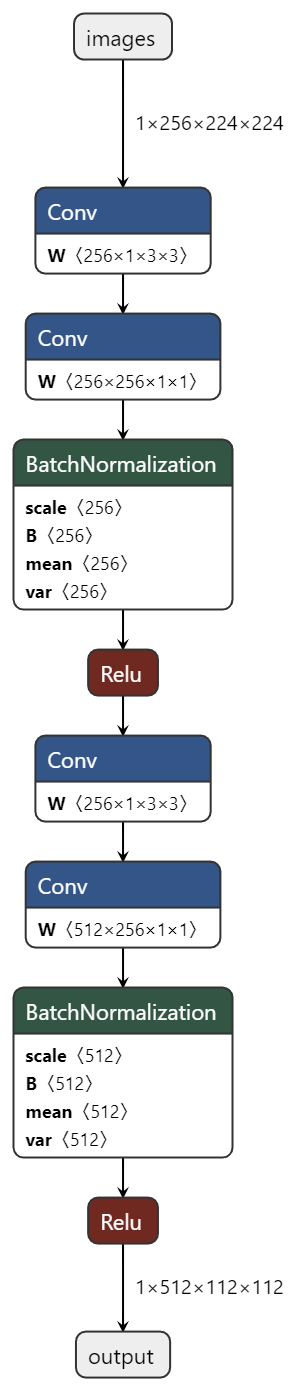 images
1×256×224×224
Conv
W〈256×1×3×3〉
Conv
W〈256×256×1×1〉
BatchNormalization
scale〈256〉
B〈256〉
mean〈256〉
var〈256〉
Relu
Conv
W〈256×1×3×3〉
Conv
W〈512×256×1×1〉
BatchNormalization
scale〈512〉
B〈512〉
mean〈512〉
var〈512〉
Relu
1×512×112×112
output